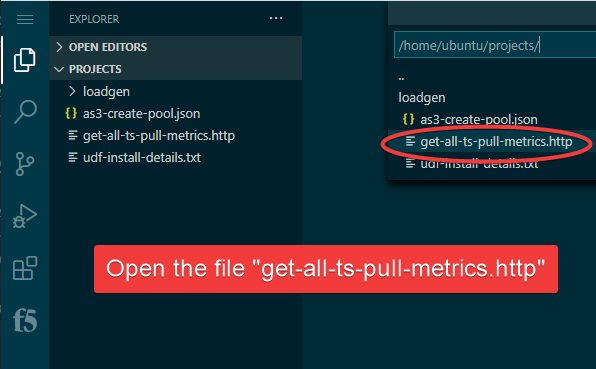 EXPLORER
OPEN EDITORS
PROJECTS
loadgen
{} as3-create-pool.json
get-all-ts-pull-metrics.http
udf-install-details.txt
f5
/home/ubuntu/projects/
..
loadgen
{} as3-create-pool.json
get-all-ts-pull-metrics.http
udf-install-details.txt
Open the file "get-all-ts-pull-metrics.http"